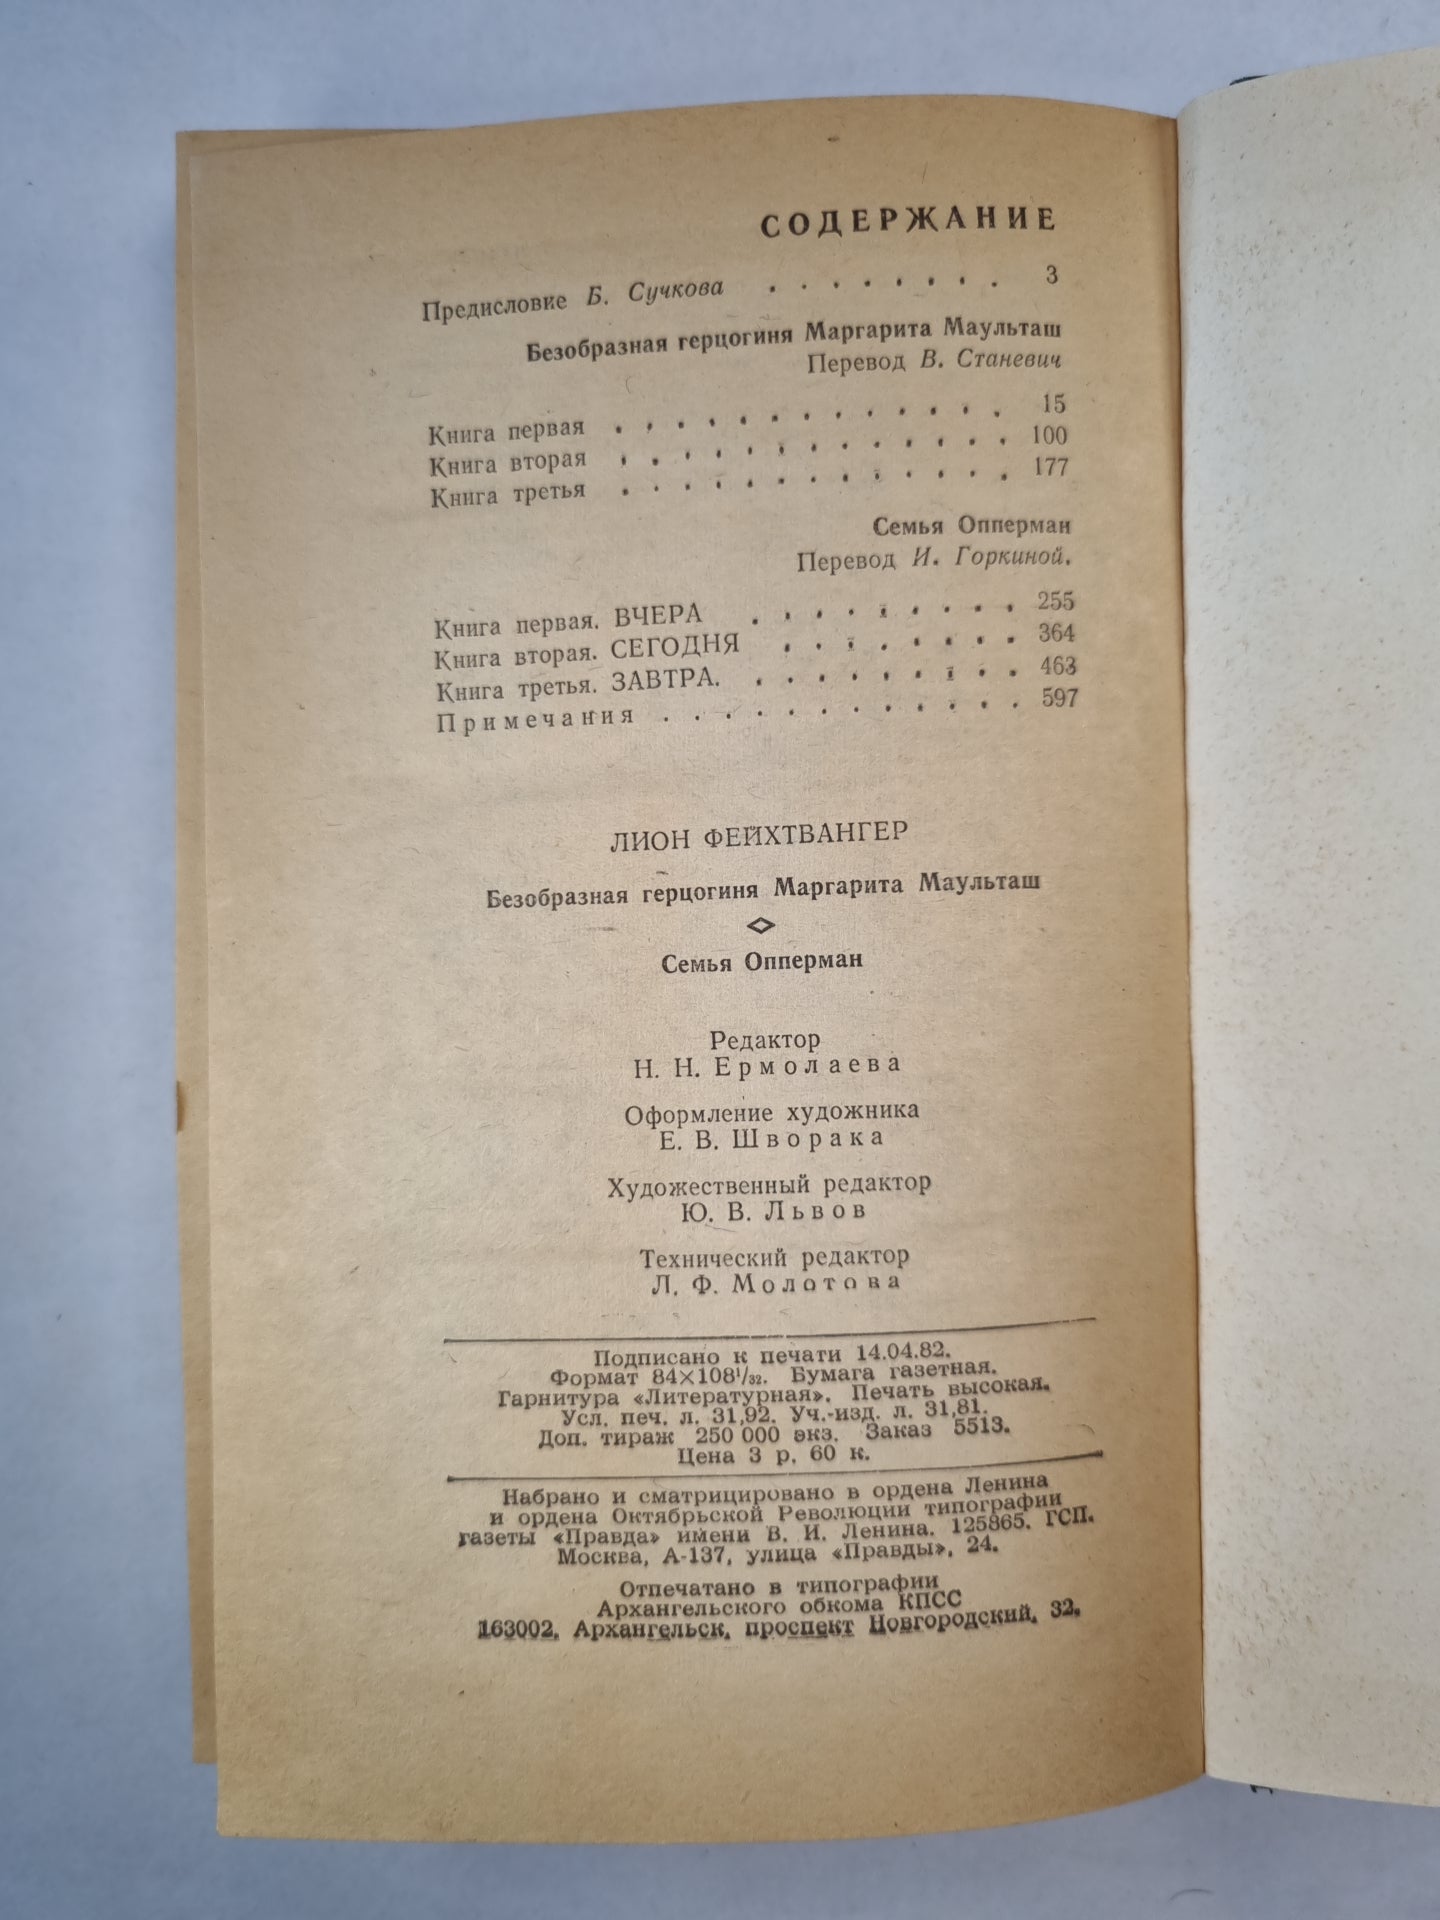 СОДЕРЖАНИЕ
Предисловие Б. Сучкова . . . . . . . . 3
Безобразная герцогиня Маргарита Маульташ
Перевод В. Станевич
Книга первая . . . . . . . . . . . . . 15
Книга вторая . . . . . . . . . . . . . 100
Книга третья . . . . . . . . . . . . . 177
Семья Опперман
Перевод И. Горкиной.
Книга первая. ВЧЕРА . . . . . . . . . 255
Книга вторая. СЕГОДНЯ . . . . . . . . 364
Книга третья. ЗАВТРА. . . . . . . . . . 463
Примечания . . . . . . . . . . . . 597
ЛИОН ФЕЙХТВАНГЕР
Безобразная герцогиня Маргарита Маульташ
Семья Опперман
Редактор
Н. Н. Ермолаева
Оформление художника
Е. В. Шворака
Художественный редактор
Ю. В. Львов
Технический редактор
Л. Ф. Молотова
Подписано к печати 14.04.82.
Формат 84×108¹/₃₂. Бумага газетная.
Гарнитура «Литературная». Печать высокая.
Усл. печ. л. 31,92. Уч.-изд. л. 31,81.
Доп. тираж 250 000 экз. Заказ 5513.
Цена 3 р. 60 к.
Набрано и сматрицировано в ордена Ленина
и ордена Октябрьской Революции типографии
газеты «Правда» имени В. И. Ленина. 125865. ГСП.
Москва, А-137, улица «Правды», 24.
Отпечатано в типографии
Архангельского обкома КПСС
163002, Архангельск, проспект Новгородский, 32.